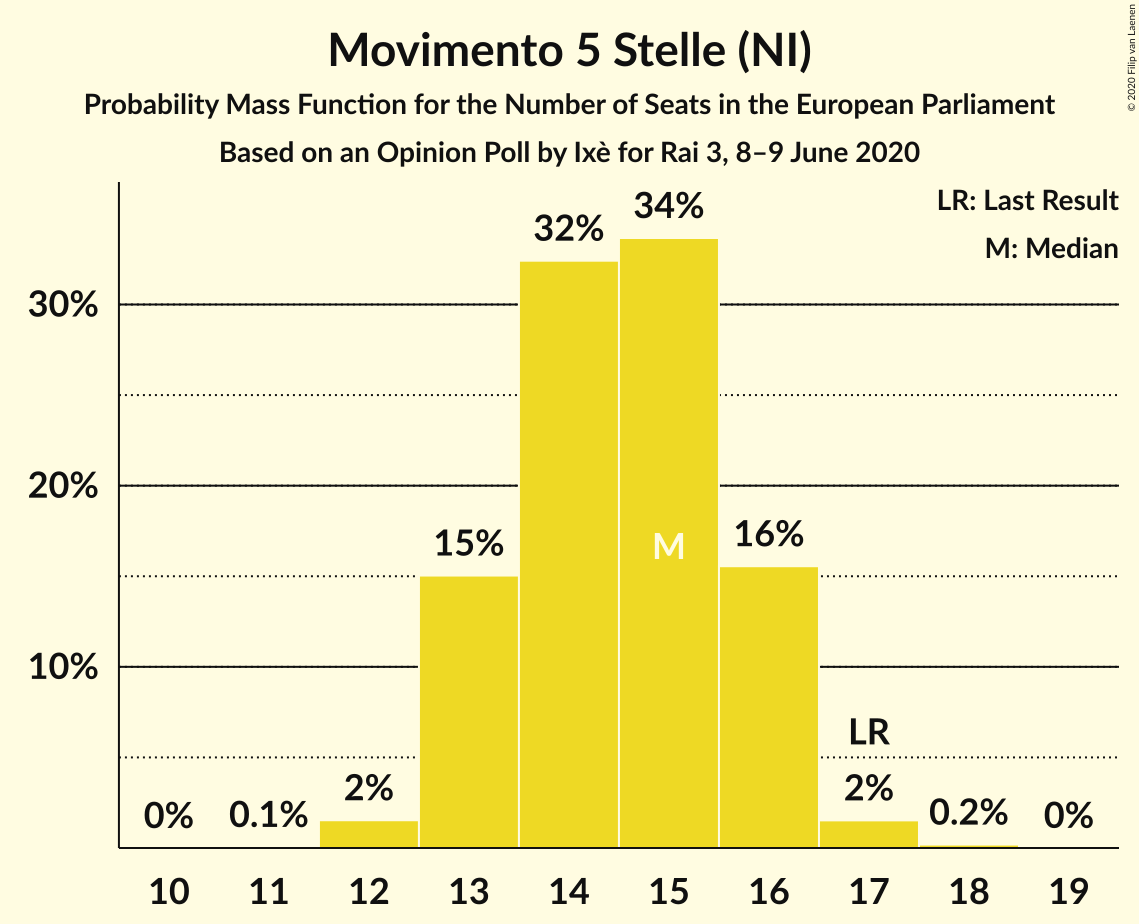 Movimento 5 Stelle (NI)
Probability Mass Function for the Number of Seats in the European Parliament
Based on an Opinion Poll by Ixè for Rai 3, 8–9 June 2020
© 2020 Filip van Laenen
LR: Last Result
M: Median
30%
20%
10%
0%
0.1%
2%
15%
32%
34%
M
16%
LR
2%
0.2%
0%
10 11 12 13 14 15 16 17 18 19